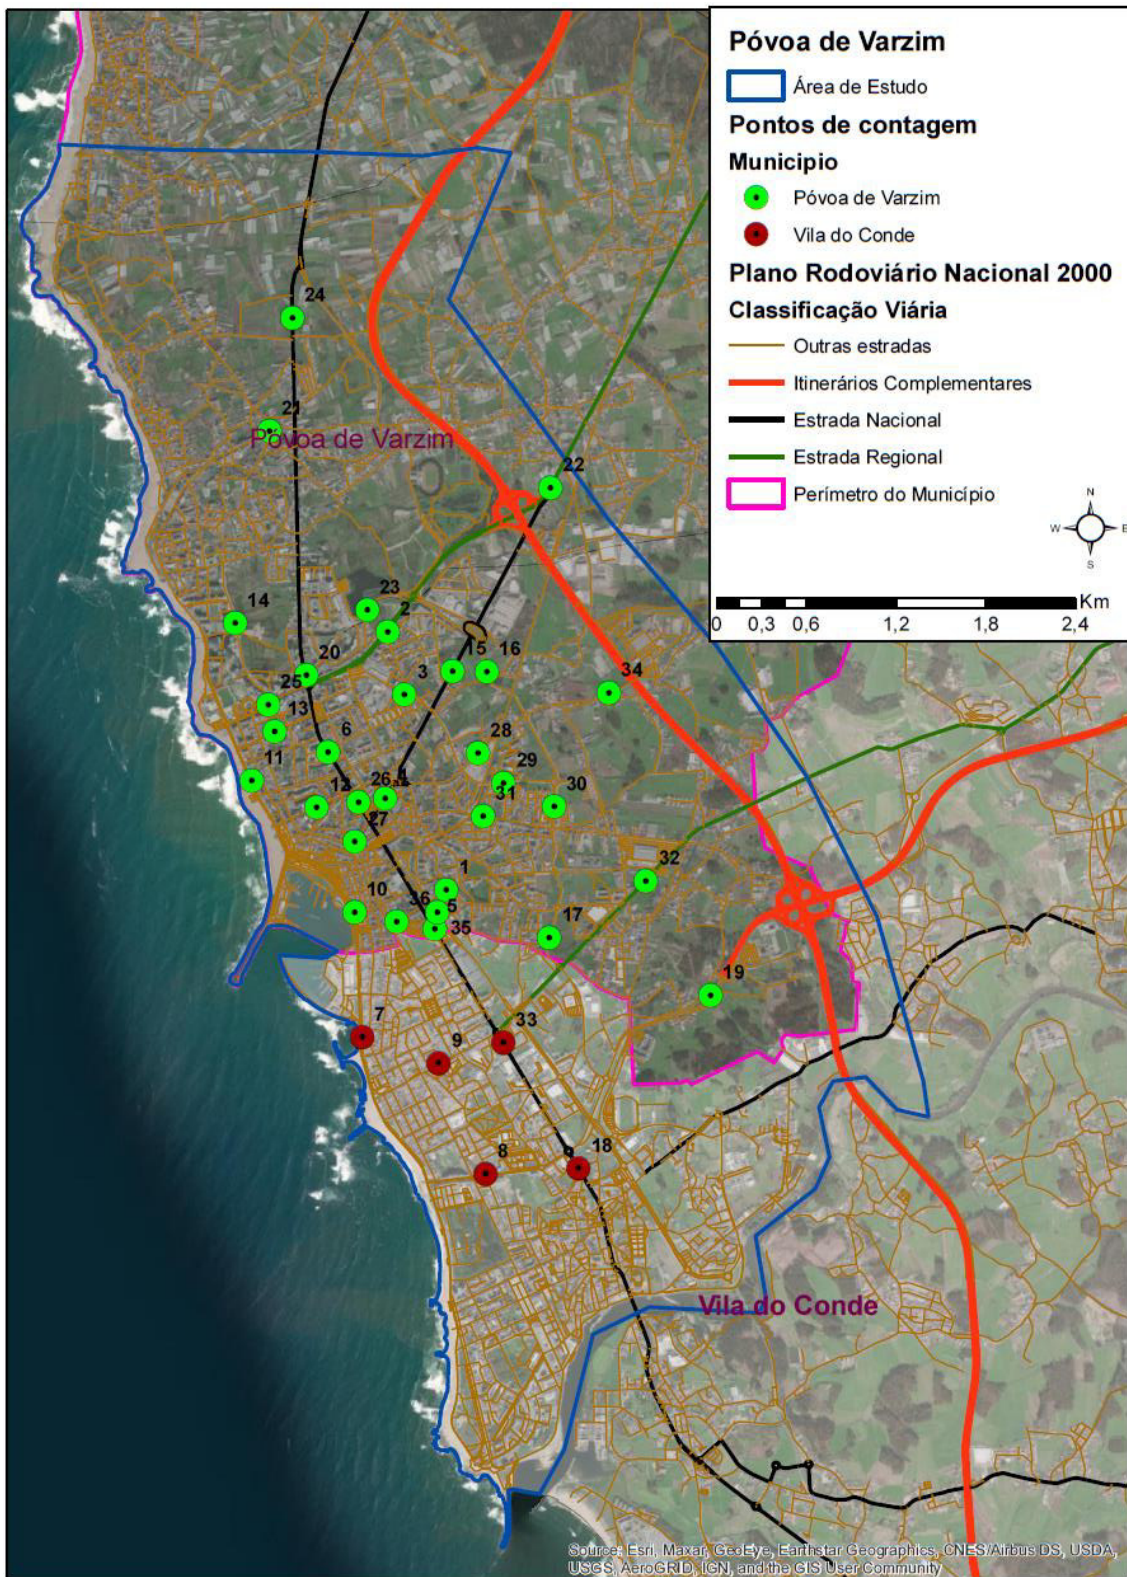 Póvoa de Varzim
Área de Estudo
Pontos de contagem
Municipio
Póvoa de Varzim
Vila do Conde
Plano Rodoviário Nacional 2000
Classificação Viária
Outras estradas
Itinerários Complementares
Estrada Nacional
Estrada Regional
Perímetro do Município
N
W E
S
Km
0 0,3 0,6 1,2 1,8 2,4
24
21
Póvoa de Varzim
22
23
14
2
20
15 16
3
25
34
13
6
28
11
29
12
26
30
31
27
32
1
10
36
5
17
35
19
7
33
9
18
8
Vila do Conde
Source: Esri, Maxar, GeoEye, Earthstar Geographics, CNES/Airbus DS, USDA,
USGS, AeroGRID, IGN, and the GIS User Community